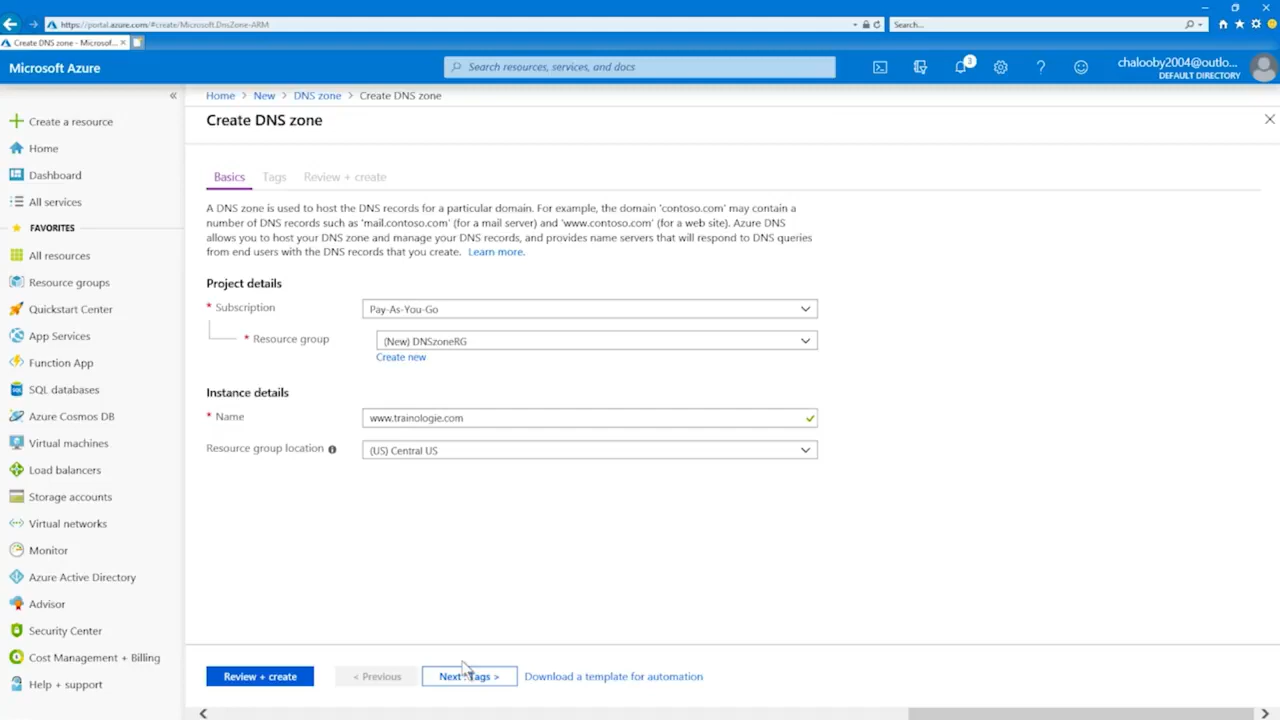 https://portal.azure.com/#create/Microsoft.DnsZone-ARM
Search...
Create DNS zone - Microsof...
Microsoft Azure
Search resources, services, and docs
3
chalooby2004@outlo...
DEFAULT DIRECTORY
Home > New > DNS zone > Create DNS zone
Create DNS zone
Create a resource
Home
Dashboard
All services
FAVORITES
All resources
Resource groups
Quickstart Center
App Services
Function App
SQL databases
Azure Cosmos DB
Virtual machines
Load balancers
Storage accounts
Virtual networks
Monitor
Azure Active Directory
Advisor
Security Center
Cost Management + Billing
Help + support
Basics Tags Review + create
A DNS zone is used to host the DNS records for a particular domain. For example, the domain 'contoso.com' may contain a
number of DNS records such as 'mail.contoso.com' (for a mail server) and 'www.contoso.com' (for a web site). Azure DNS
allows you to host your DNS zone and manage your DNS records, and provides name servers that will respond to DNS queries
from end users with the DNS records that you create. Learn more.
Project details
* Subscription
Pay-As-You-Go
* Resource group
(New) DNSzoneRG
Create new
Instance details
* Name
www.trainologie.com
Resource group location
(US) Central US
Review + create
< Previous
Next : Tags >
Download a template for automation